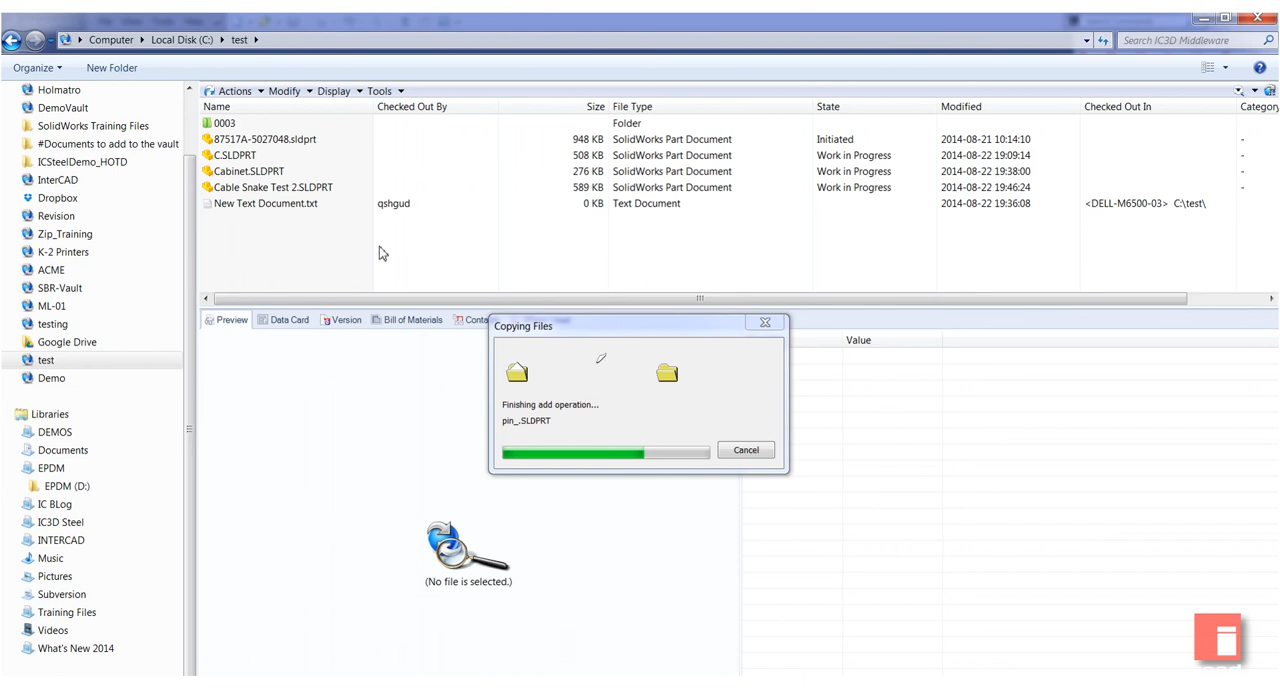 Computer Local Disk (C:) test
Search IC3D Middleware
Organize New Folder
Actions Modify Display Tools
Name Checked Out By Size File Type State Modified Checked Out In Category
0003 Folder
87517A-5027048.sldprt 948 KB SolidWorks Part Document Initiated 2014-08-21 10:14:10 -
C.SLDPRT 508 KB SolidWorks Part Document Work in Progress 2014-08-22 19:09:14 -
Cabinet.SLDPRT 276 KB SolidWorks Part Document Work in Progress 2014-08-22 19:38:00 -
Cable Snake Test 2.SLDPRT 589 KB SolidWorks Part Document Work in Progress 2014-08-22 19:46:24 -
New Text Document.txt qshgud 0 KB Text Document 2014-08-22 19:36:08 <DELL-M6500-03> C:\test\ -
Holmatro
DemoVault
SolidWorks Training Files
#Documents to add to the vault
ICSteelDemo_HOTD
InterCAD
Dropbox
Revision
Zip_Training
K-2 Printers
ACME
SBR-Vault
ML-01
testing
Google Drive
test
Demo
Libraries
DEMOS
Documents
EPDM
EPDM (D:)
IC BLog
IC3D Steel
INTERCAD
Music
Pictures
Subversion
Training Files
Videos
What's New 2014
Preview Data Card Version Bill of Materials Conta
Value
Copying Files
Finishing add operation...
pin_.SLDPRT
Cancel
(No file is selected.)